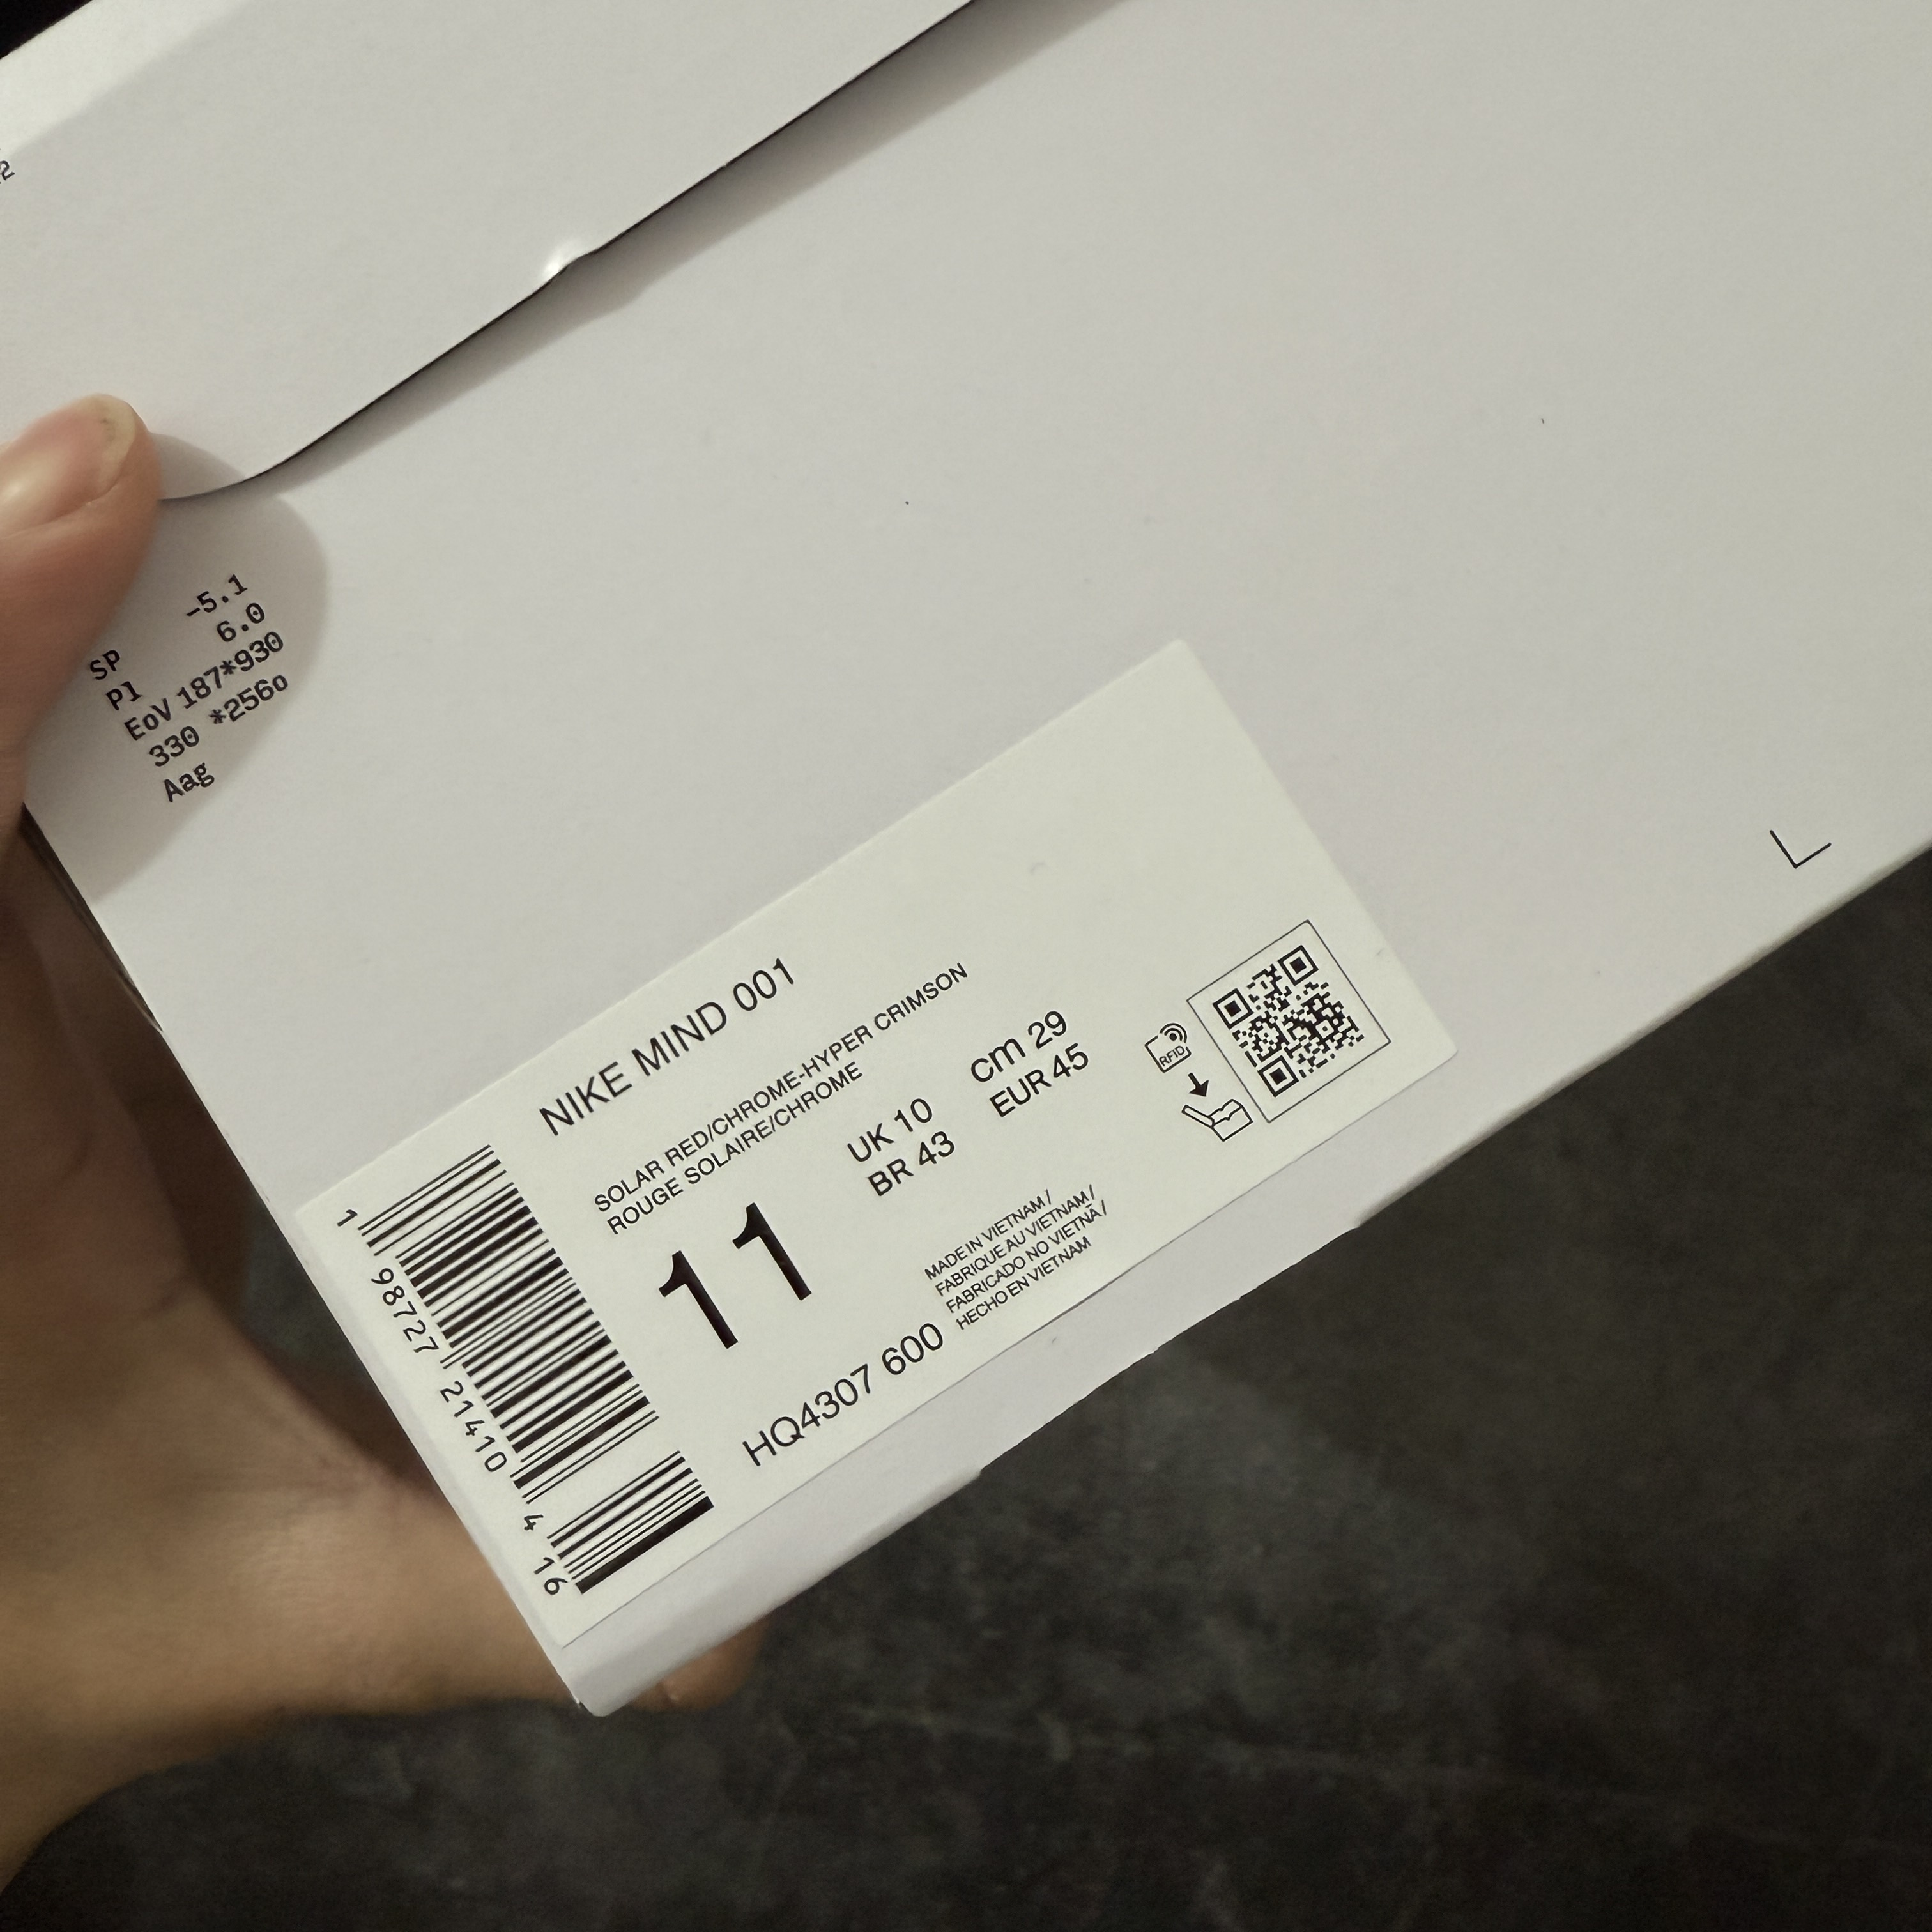 2
-5.1
SP 6.0
P1
EoV 187*930
330 *2560
Aag
L
NIKE MIND 001
SOLAR RED/CHROME-HYPER CRIMSON
ROUGE SOLAIRE/CHROME
11
UK 10
BR 43
cm 29
EUR 45
RFID
MADE IN VIETNAM /
FABRIQUE AU VIETNAM/
FABRICADO NO VIETNÃ /
HECHO EN VIETNAM
HQ4307 600
1 98727 21410 4 16